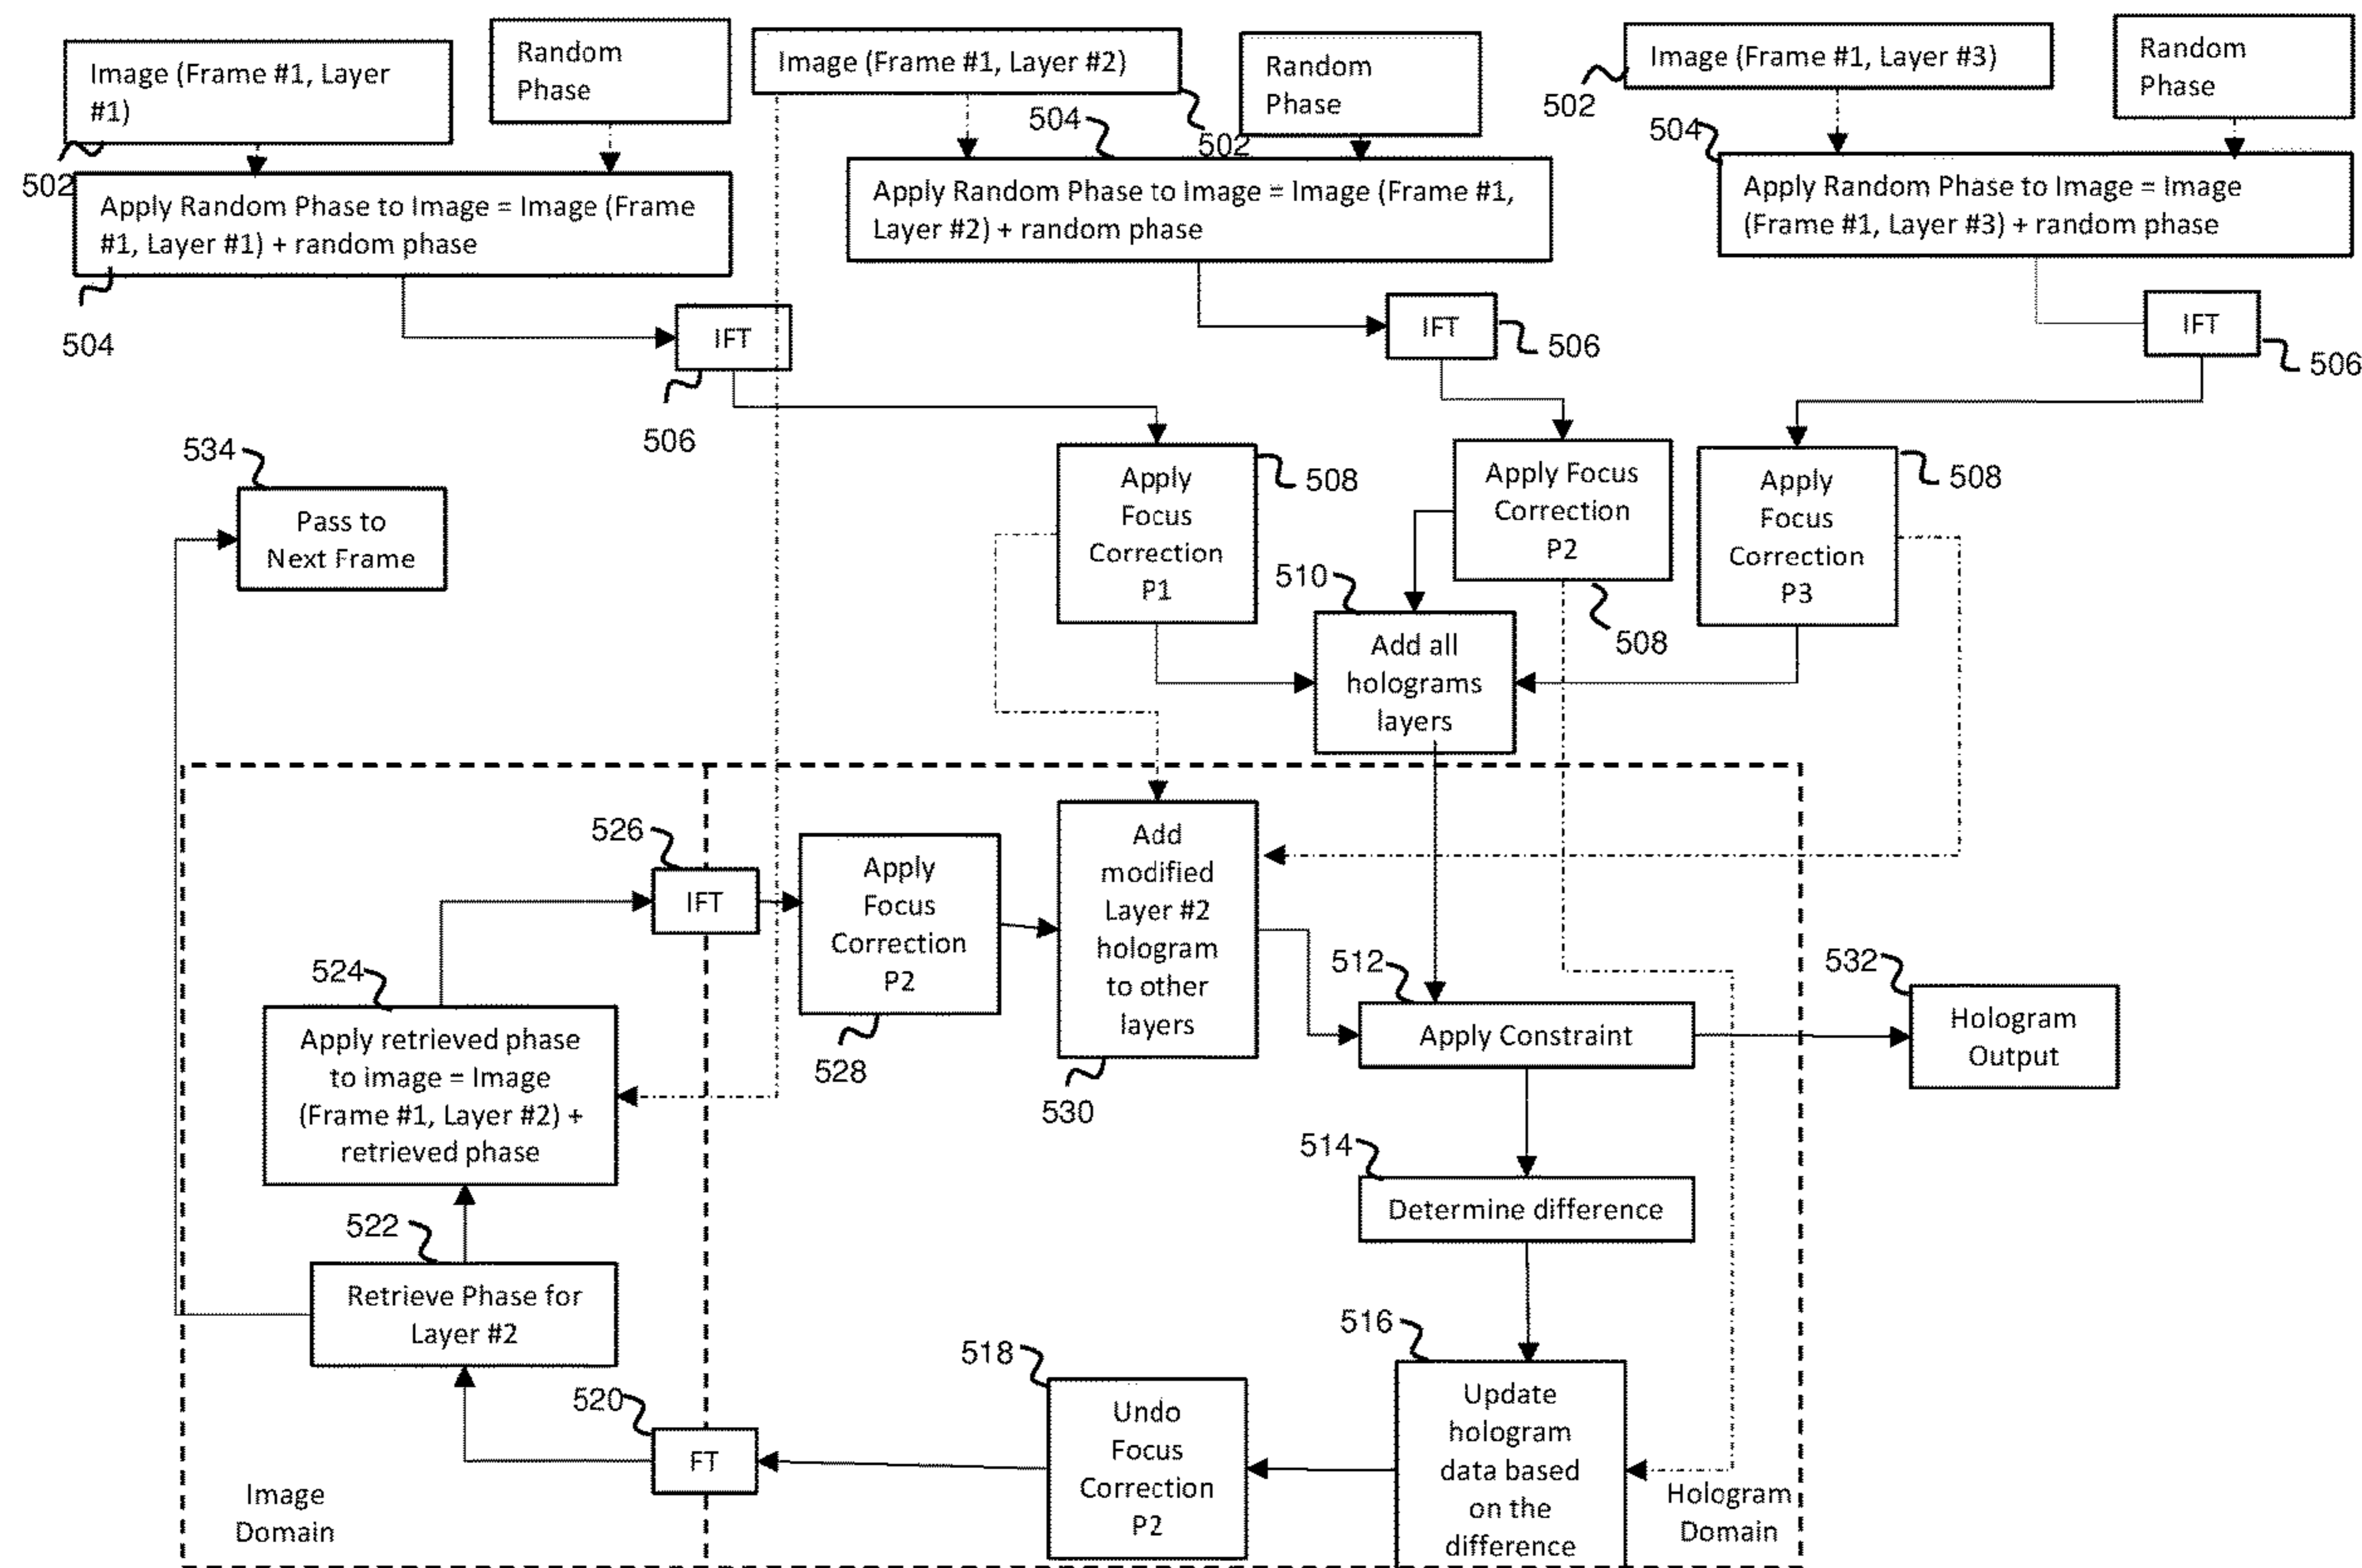 Image (Frame #1, Layer
#1)
502
Random
Phase
Image (Frame #1, Layer #2)
502
Random
Phase
Image (Frame #1, Layer #3)
502
Random
Phase
504
Apply Random Phase to Image = Image (Frame
#1, Layer #1) + random phase
504
Apply Random Phase to Image = Image (Frame #1,
Layer #2) + random phase
504
Apply Random Phase to Image = Image
(Frame #1, Layer #3) + random phase
IFT
506
IFT
506
IFT
506
534
Pass to
Next Frame
Apply
Focus
Correction
P1
508
Apply Focus
Correction
P2
508
Apply
Focus
Correction
P3
508
510
Add all
holograms
layers
526
IFT
Apply
Focus
Correction
P2
528
Add
modified
Layer #2
hologram
to other
layers
530
512
Apply Constraint
532
Hologram
Output
524
Apply retrieved phase
to image = Image
(Frame #1, Layer #2) +
retrieved phase
514
Determine difference
522
Retrieve Phase for
Layer #2
516
Update
hologram
data based
on the
difference
518
Undo
Focus
Correction
P2
520
FT
Image
Domain
Hologram
Domain